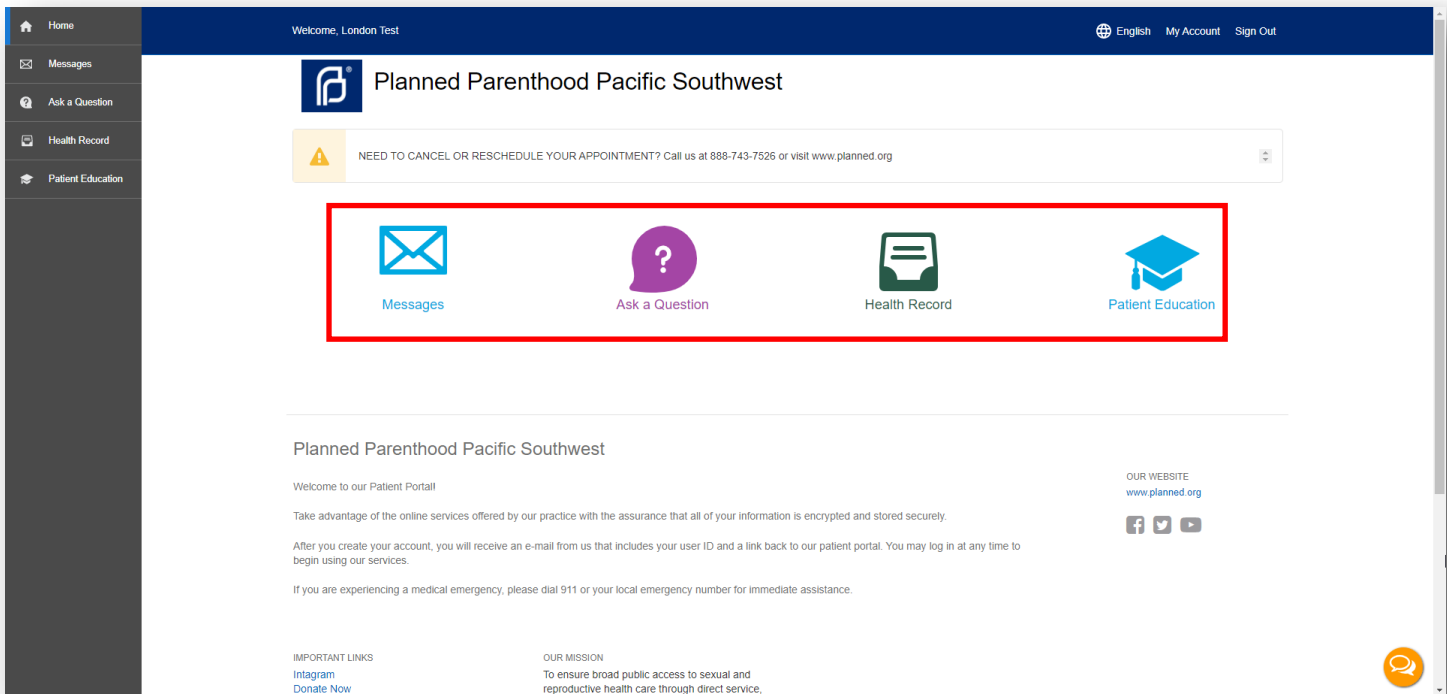 Home
Welcome, London Test
English My Account Sign Out
Messages
Ask a Question
Health Record
Patient Education
Planned Parenthood Pacific Southwest
NEED TO CANCEL OR RESCHEDULE YOUR APPOINTMENT? Call us at 888-743-7526 or visit www.planned.org
Messages
Ask a Question
Health Record
Patient Education
Planned Parenthood Pacific Southwest
Welcome to our Patient Portal!
Take advantage of the online services offered by our practice with the assurance that all of your information is encrypted and stored securely.
After you create your account, you will receive an e-mail from us that includes your user ID and a link back to our patient portal. You may log in at any time to
begin using our services.
If you are experiencing a medical emergency, please dial 911 or your local emergency number for immediate assistance.
OUR WEBSITE
www.planned.org
IMPORTANT LINKS
Intagram
Donate Now
OUR MISSION
To ensure broad public access to sexual and
reproductive health care through direct service,